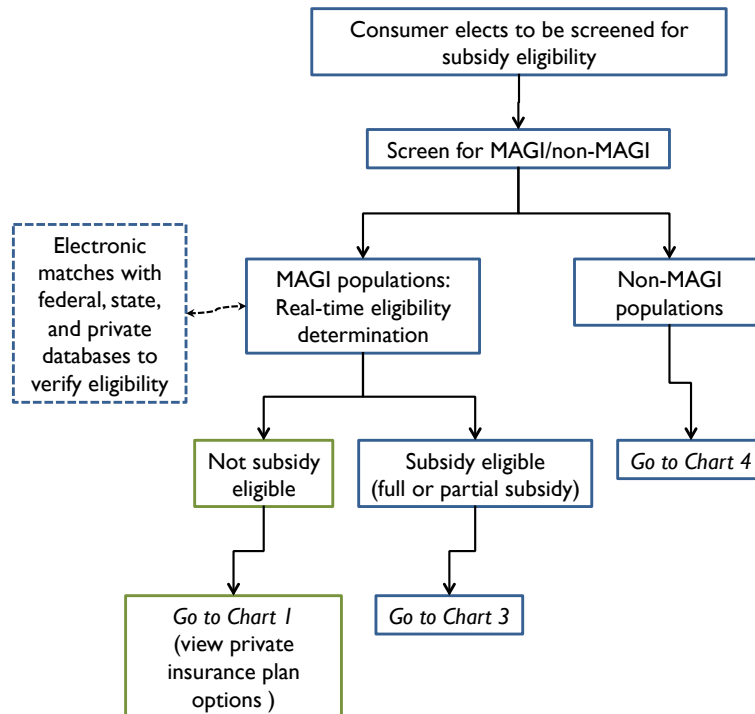 Consumer elects to be screened for
subsidy eligibility
Screen for MAGI/non-MAGI
Electronic
matches with
federal, state,
and private
databases to
verify eligibility
MAGI populations:
Real-time eligibility
determination
Non-MAGI
populations
Not subsidy
eligible
Subsidy eligible
(full or partial subsidy)
Go to Chart 4
Go to Chart 1
(view private
insurance plan
options )
Go to Chart 3